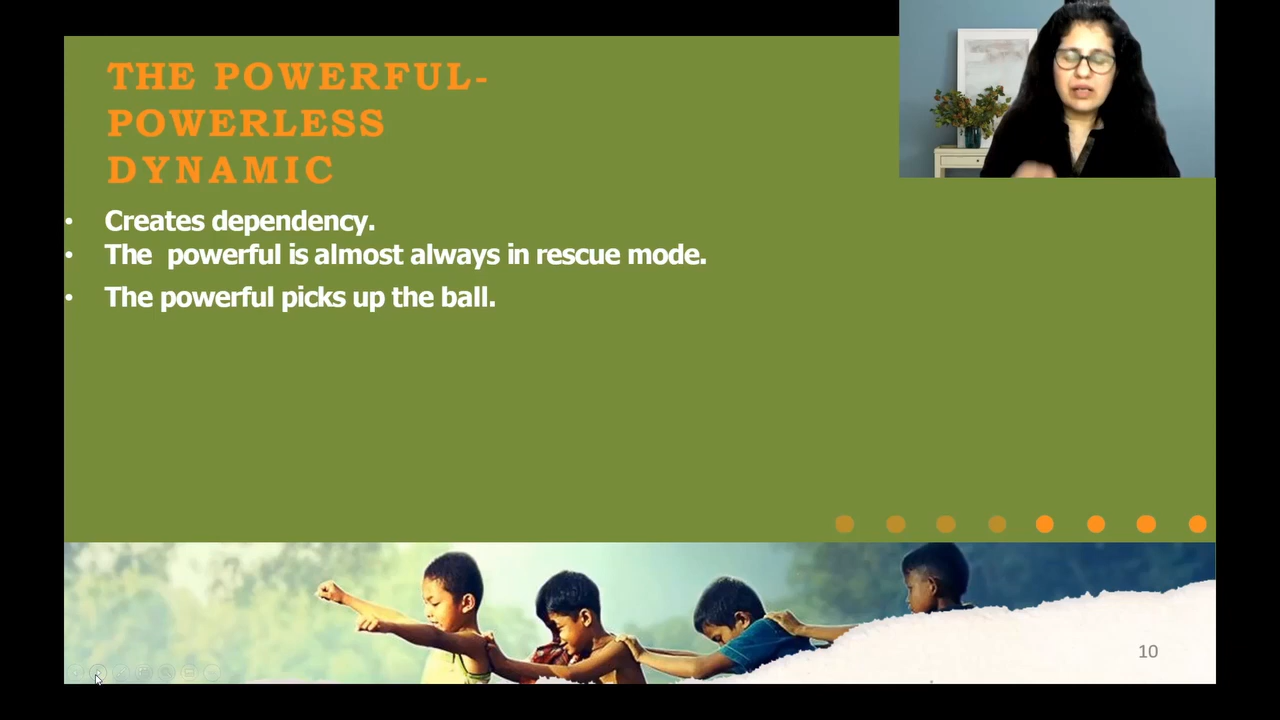 THE POWERFUL-
POWERLESS
DYNAMIC
• Creates dependency.
• The  powerful is almost always in rescue mode.
• The powerful picks up the ball.
10